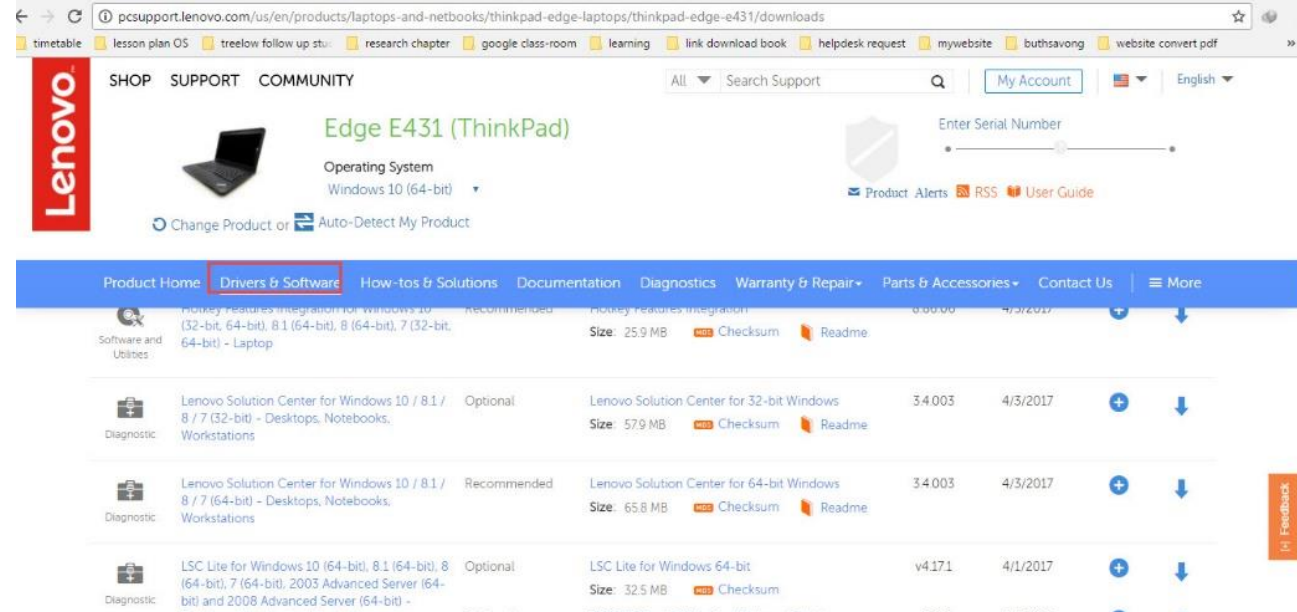 pcsupport.lenovo.com/us/en/products/laptops-and-netbooks/thinkpad-edge-laptops/thinkpad-edge-e431/downloads
timetable lesson plan OS treelow follow up stu research chapter google class-room learning link download book helpdesk request mywebsite buthsavong website convert pdf »
Lenovo
SHOP SUPPORT COMMUNITY All Search Support My Account English
Edge E431 (ThinkPad)
Operating System
Windows 10 (64-bit)
Change Product or Auto-Detect My Product
Enter Serial Number
Product Alerts RSS User Guide
Product Home Drivers & Software How-tos & Solutions Documentation Diagnostics Warranty & Repair Parts & Accessories Contact Us More
Software and Utilities
Hotkey Features Integration for Windows 10
(32-bit, 64-bit), 8.1 (64-bit), 8 (64-bit), 7 (32-bit,
64-bit) - Laptop
Recommended
Hotkey Features Integration
Size: 25.9 MB Checksum Readme
4/3/2017
Diagnostic
Lenovo Solution Center for Windows 10 / 8.1 /
8 / 7 (32-bit) - Desktops, Notebooks,
Workstations
Optional
Lenovo Solution Center for 32-bit Windows
Size: 57.9 MB Checksum Readme
3.4.003
4/3/2017
Diagnostic
Lenovo Solution Center for Windows 10 / 8.1 /
8 / 7 (64-bit) - Desktops, Notebooks,
Workstations
Recommended
Lenovo Solution Center for 64-bit Windows
Size: 65.8 MB Checksum Readme
3.4.003
4/3/2017
Diagnostic
LSC Lite for Windows 10 (64-bit), 8.1 (64-bit), 8
(64-bit), 7 (64-bit), 2003 Advanced Server (64-
bit) and 2008 Advanced Server (64-bit) -
Optional
LSC Lite for Windows 64-bit
Size: 32.5 MB Checksum
v4.17.1
4/1/2017
[+] Feedback